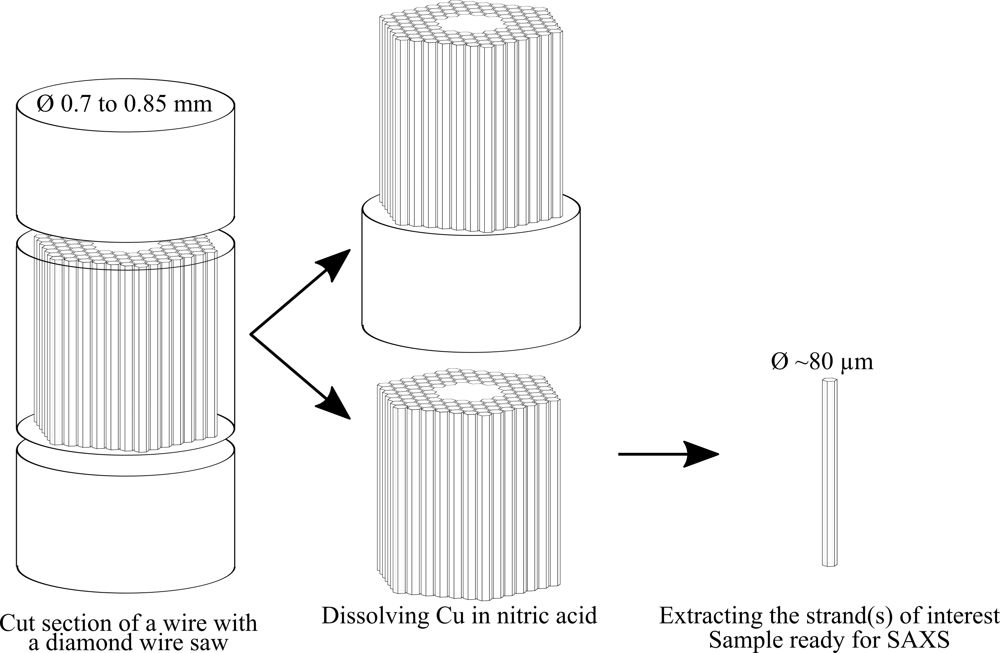 Ø 0.7 to 0.85 mm
Ø ~80 µm
Cut section of a wire with
a diamond wire saw
Dissolving Cu in nitric acid
Extracting the strand(s) of interest
Sample ready for SAXS